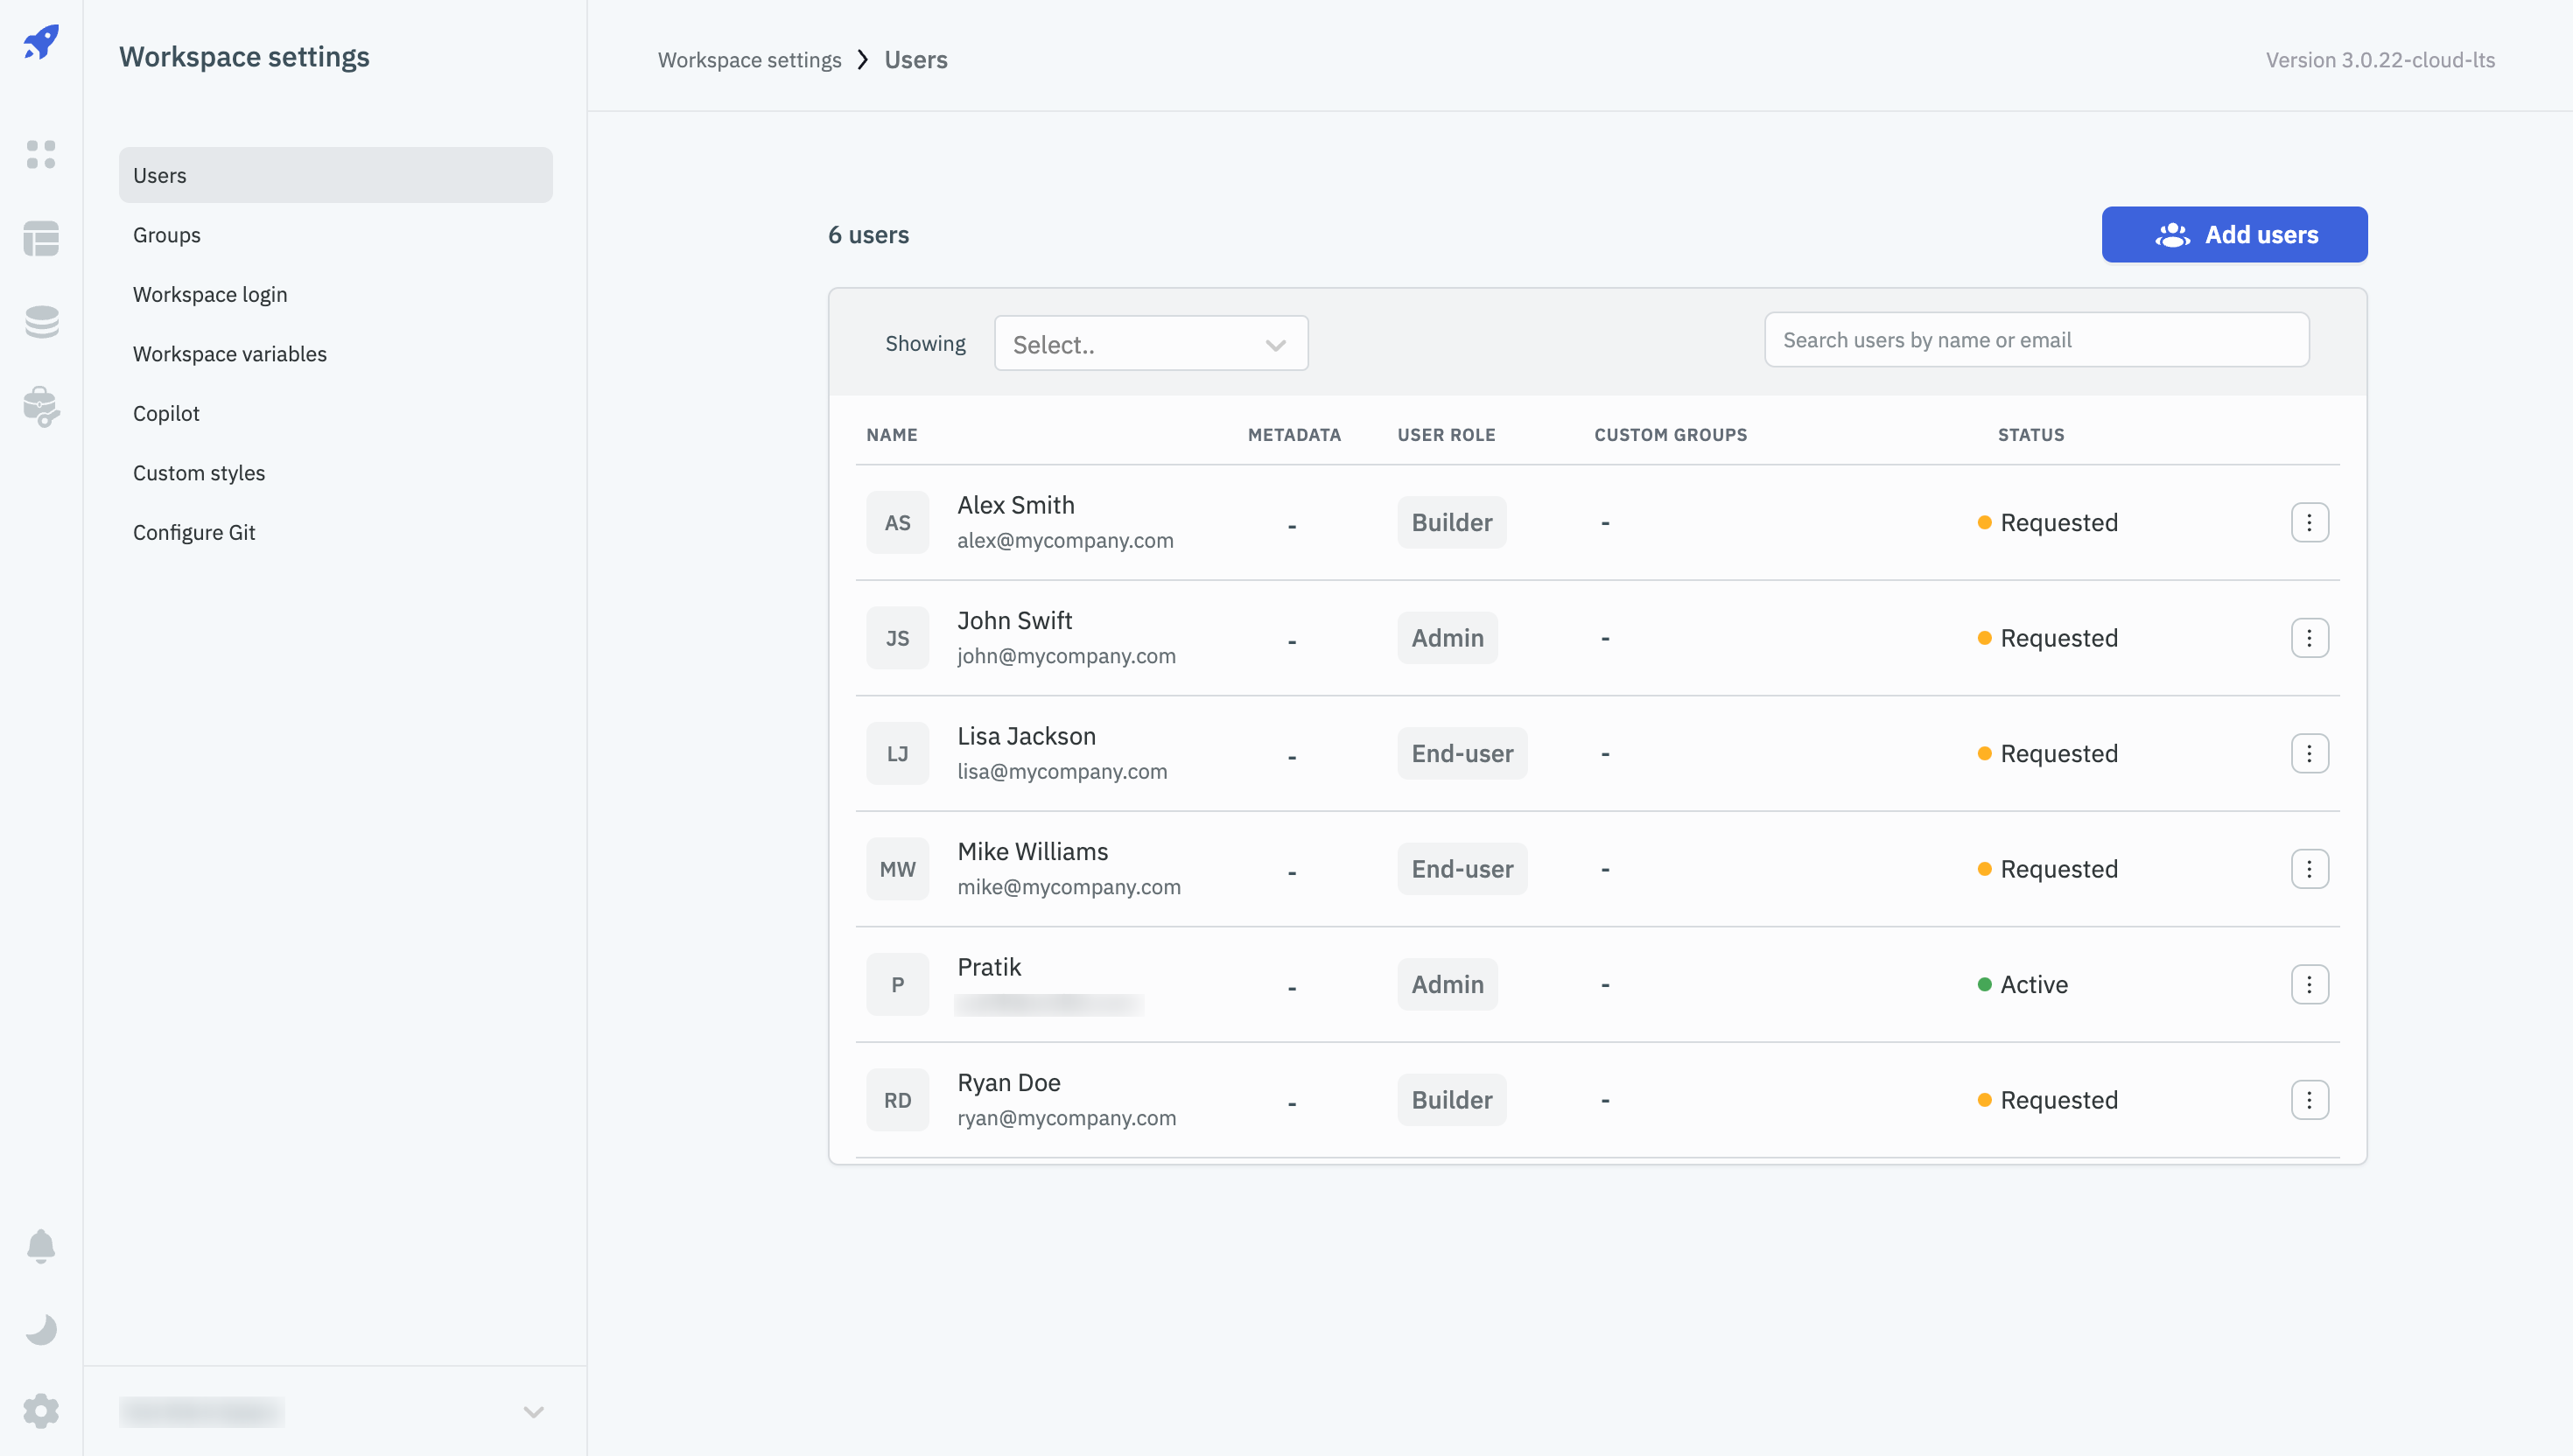 Workspace settings
Users
Groups
Workspace login
Workspace variables
Copilot
Custom styles
Configure Git
Workspace settings Users
Version 3.0.22-cloud-lts
6 users
Add users
Showing
Select..
Search users by name or email
NAME METADATA USER ROLE CUSTOM GROUPS STATUS
AS
Alex Smith
alex@mycompany.com
- Builder - Requested
JS
John Swift
john@mycompany.com
- Admin - Requested
LJ
Lisa Jackson
lisa@mycompany.com
- End-user - Requested
MW
Mike Williams
mike@mycompany.com
- End-user - Requested
P
Pratik
- Admin - Active
RD
Ryan Doe
ryan@mycompany.com
- Builder - Requested